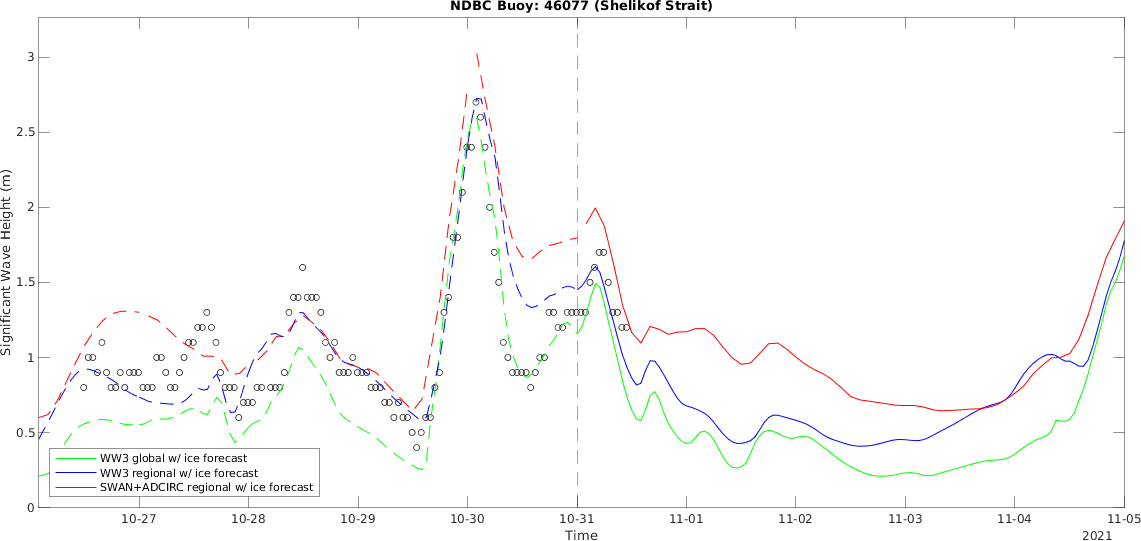 NDBC Buoy: 46077 (Shelikof Strait)
Significant Wave Height (m)
3
2.5
2
1.5
1
0.5
0
WW3 global w/ ice forecast
WW3 regional w/ ice forecast
SWAN+ADCIRC regional w/ ice forecast
10-27 10-28 10-29 10-30 10-31 11-01 11-02 11-03 11-04 11-05
Time
2021